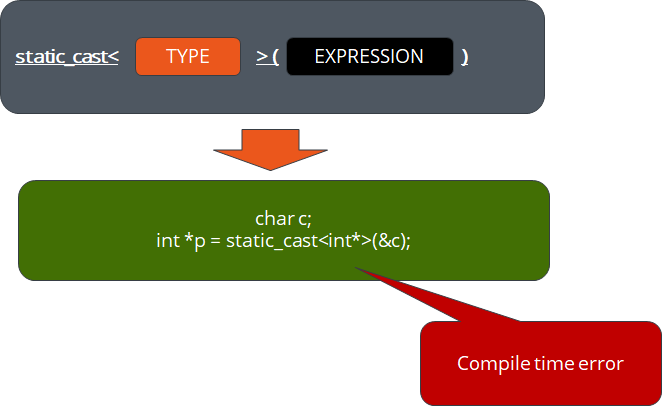 static_cast< TYPE >( EXPRESSION )
char c;
int *p = static_cast<int*>(&c);
Compile time error